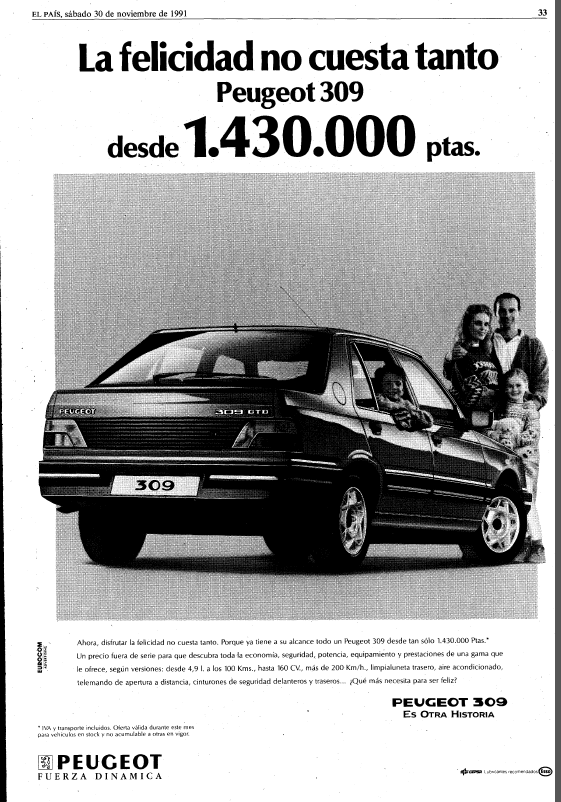 EL PAÍS, sábado 30 de noviembre de 1991
33
La felicidad no cuesta tanto
Peugeot 309
desde 1.430.000 ptas.
PEUGEOT
309 GTD
309
EUROCOM
Ahora, disfrutar la felicidad no cuesta tanto. Porque ya tiene a su alcance todo un Peugeot 309 desde tan sólo 1.430.000 Ptas.*
Un precio fuera de serie para que descubra toda la economía, seguridad, potencia, equipamiento y prestaciones de una gama que
le ofrece, según versiones: desde 4,9 l. a los 100 Kms., hasta 160 CV., más de 200 Km/h., limpialuneta trasero, aire acondicionado,
telemando de apertura a distancia, cinturones de seguridad delanteros y traseros... ¿Qué más necesita para ser feliz?
PEUGEOT 309
ES OTRA HISTORIA
* IVA y transporte incluidos. Oferta válida durante este mes
para vehículos en stock y no acumulable a otras en vigor.
PEUGEOT
FUERZA DINAMICA
Lubricantes recomendados